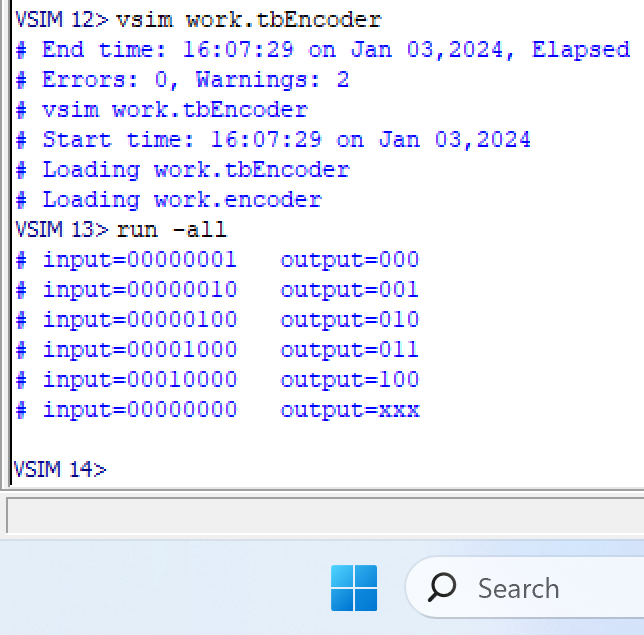 VSIM 12> vsim work.tbEncoder
# End time: 16:07:29 on Jan 03,2024, Elapsed
# Errors: 0, Warnings: 2
# vsim work.tbEncoder
# Start time: 16:07:29 on Jan 03,2024
# Loading work.tbEncoder
# Loading work.encoder
VSIM 13> run -all
# input=00000001   output=000
# input=00000010   output=001
# input=00000100   output=010
# input=00001000   output=011
# input=00010000   output=100
# input=00000000   output=xxx
VSIM 14>
Search